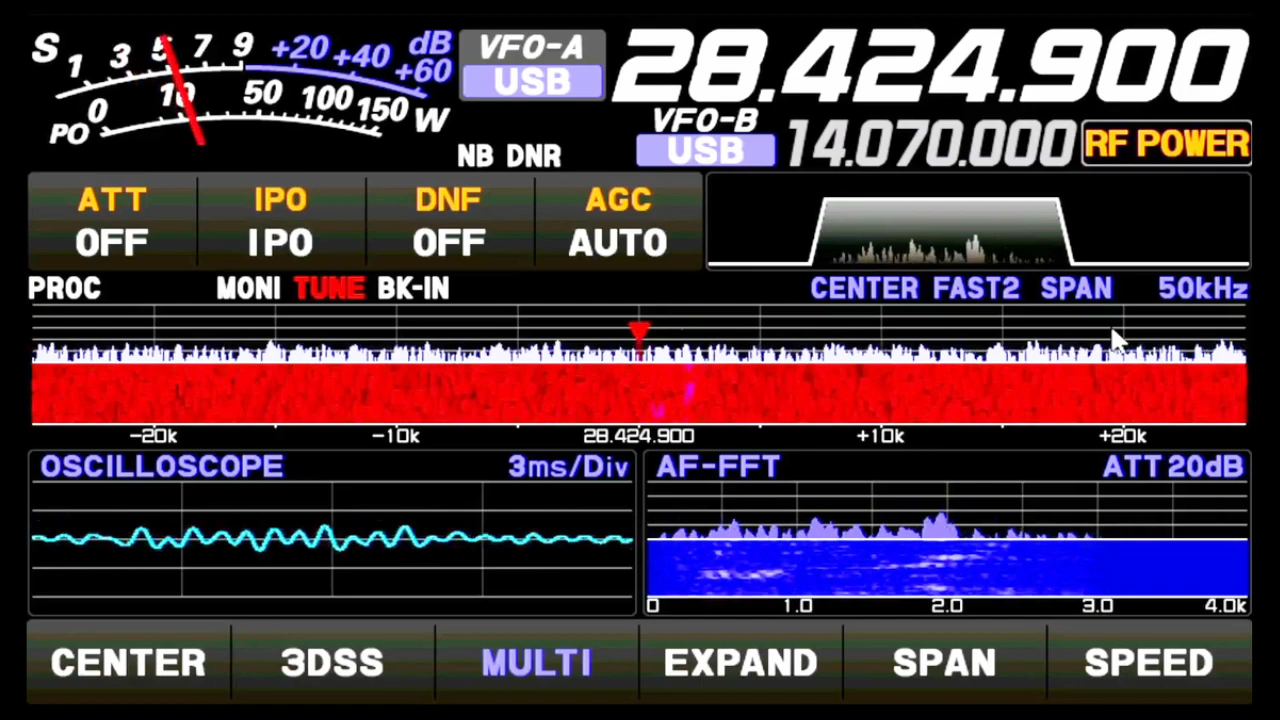 S 1 3 5 7 9 +20 +40 +60 dB
PO 0 10 50 100 150 W
VFO-A
USB
28.424.900
VFO-B
USB
14.070.000
RF POWER
NB DNR
ATT IPO DNF AGC
OFF IPO OFF AUTO
PROC MONI TUNE BK-IN CENTER FAST2 SPAN 50kHz
-20k -10k 28.424.900 +10k +20k
OSCILLOSCOPE 3ms/Div
AF-FFT ATT 20dB
0 1.0 2.0 3.0 4.0k
CENTER 3DSS MULTI EXPAND SPAN SPEED